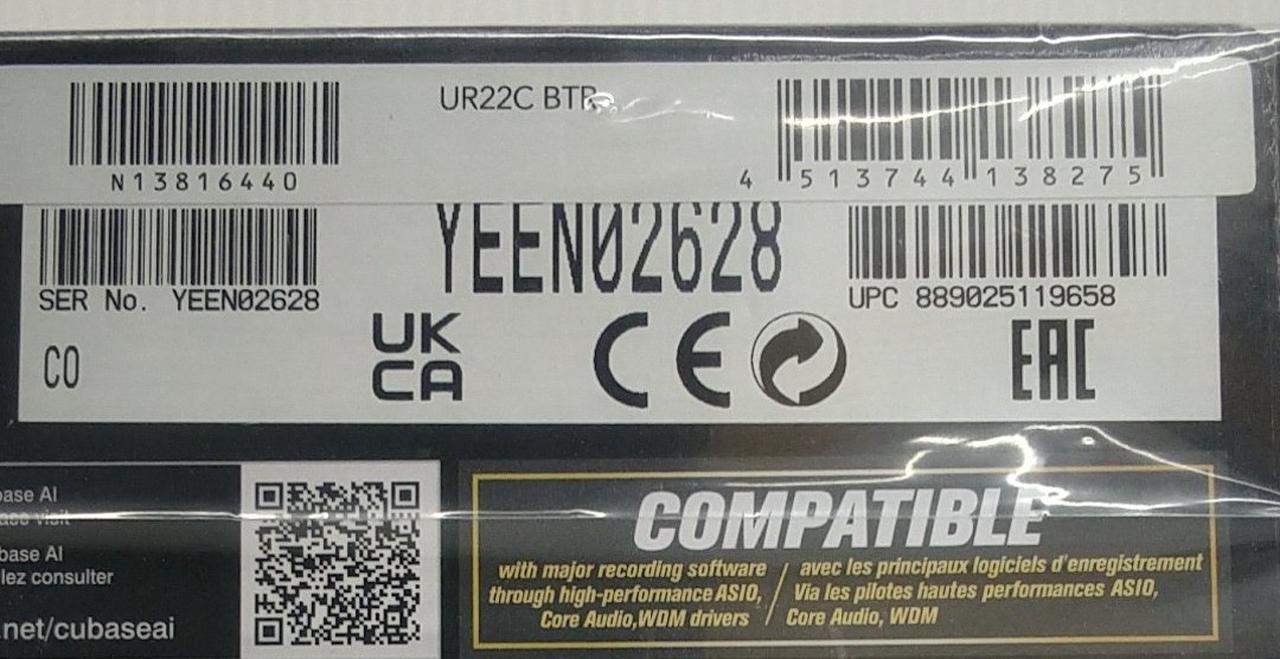 UR22C BTR
N13816440
4 513744 138275
YEEN02628
SER No. YEEN02628
UPC 889025119658
CO
UK
CA
CE
EAC
base AI
visit
base AI
lez consulter
.net/cubaseai
COMPATIBLE
with major recording software
through high-performance ASIO,
Core Audio,WDM drivers
/
avec les principaux logiciels d'enregistrement
Via les pilotes hautes performances ASIO,
Core Audio, WDM